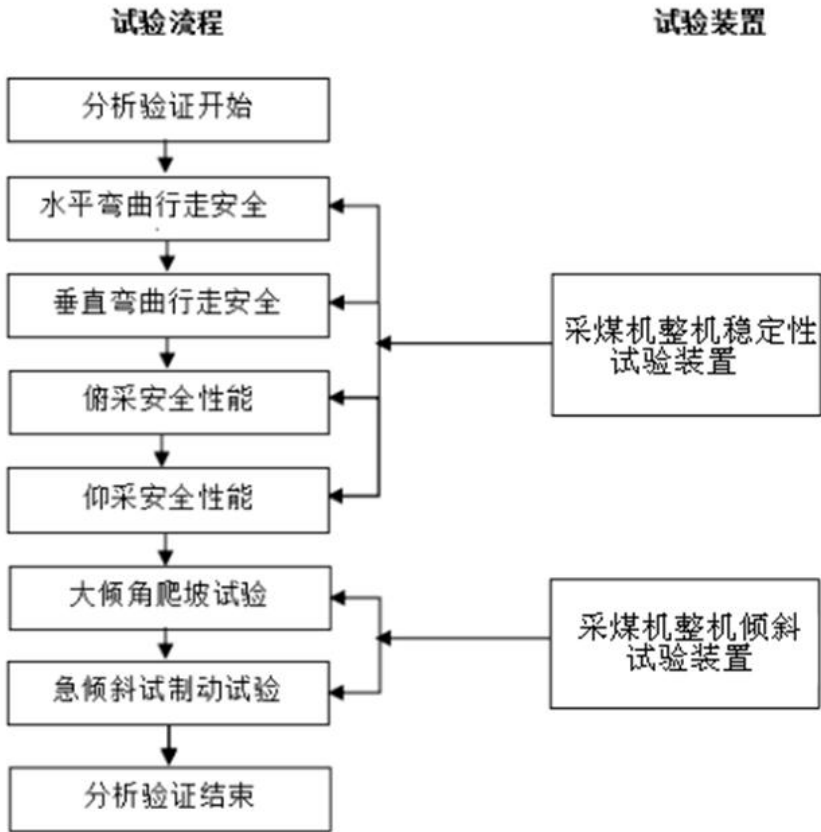 试验流程
试验装置
分析验证开始
水平弯曲行走安全
垂直弯曲行走安全
俯采安全性能
仰采安全性能
大倾角爬坡试验
急倾斜试制动试验
分析验证结束
采煤机整机稳定性
试验装置
采煤机整机倾斜
试验装置